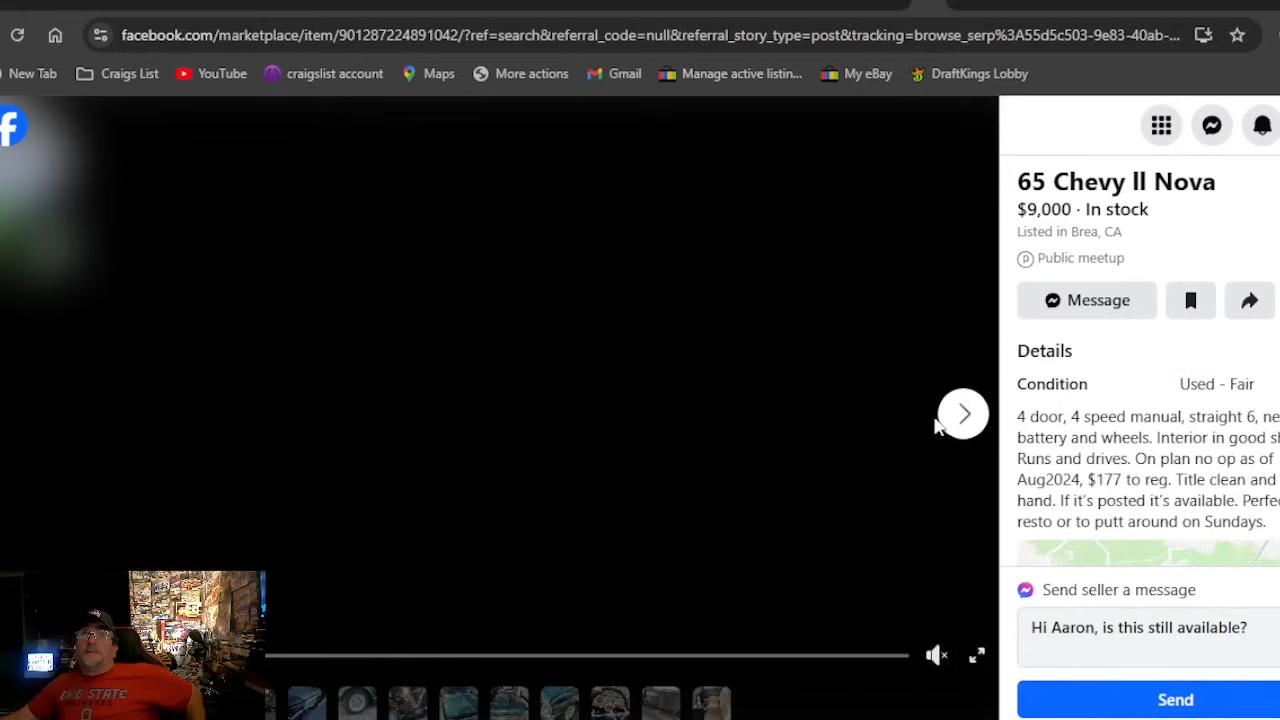 facebook.com/marketplace/item/901287224891042/?ref=search&referral_code=null&referral_story_type=post&tracking=browse_serp%3A55d5c503-9e83-40ab-...
New Tab Craigs List YouTube craigslist account Maps More actions Gmail Manage active listin... My eBay DraftKings Lobby
f
65 Chevy ll Nova
$9,000 · In stock
Listed in Brea, CA
Public meetup
Message
Details
Condition Used - Fair
4 door, 4 speed manual, straight 6, ne
battery and wheels. Interior in good sh
Runs and drives. On plan no op as of
Aug2024, $177 to reg. Title clean and
hand. If it's posted it's available. Perfe
resto or to putt around on Sundays.
Send seller a message
Hi Aaron, is this still available?
Send
STATE